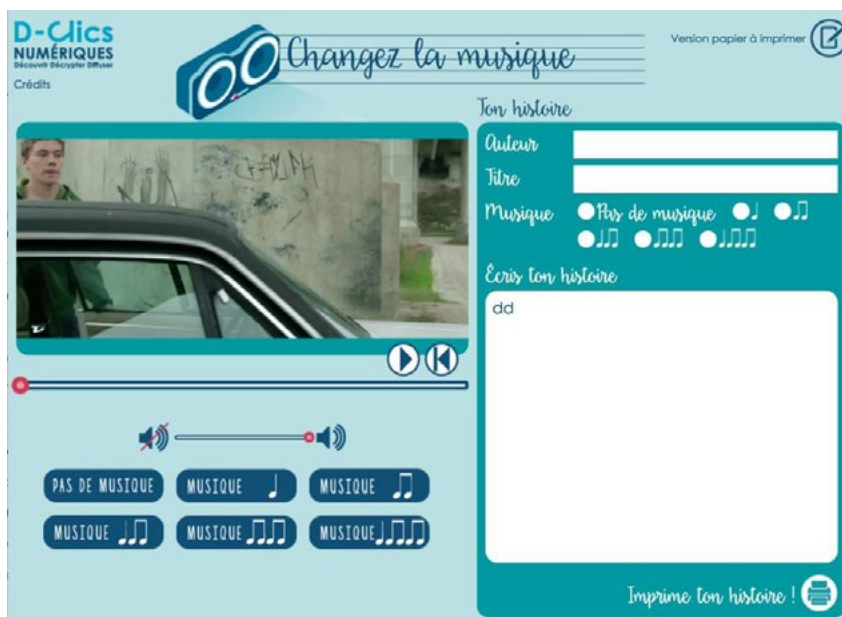 D-Clics
NUMÉRIQUES
Découvrir Décrypter Diffuser
Crédits
Changez la musique
Version papier à imprimer
Ton histoire
Auteur
Titre
Musique Pas de musique ♩ ♫
♩♫ ♫♫ ♩♫♫
Écris ton histoire
dd
PAS DE MUSIQUE MUSIQUE ♩ MUSIQUE ♫
MUSIQUE ♩♫ MUSIQUE ♫♫ MUSIQUE ♩♫♫
Imprime ton histoire !